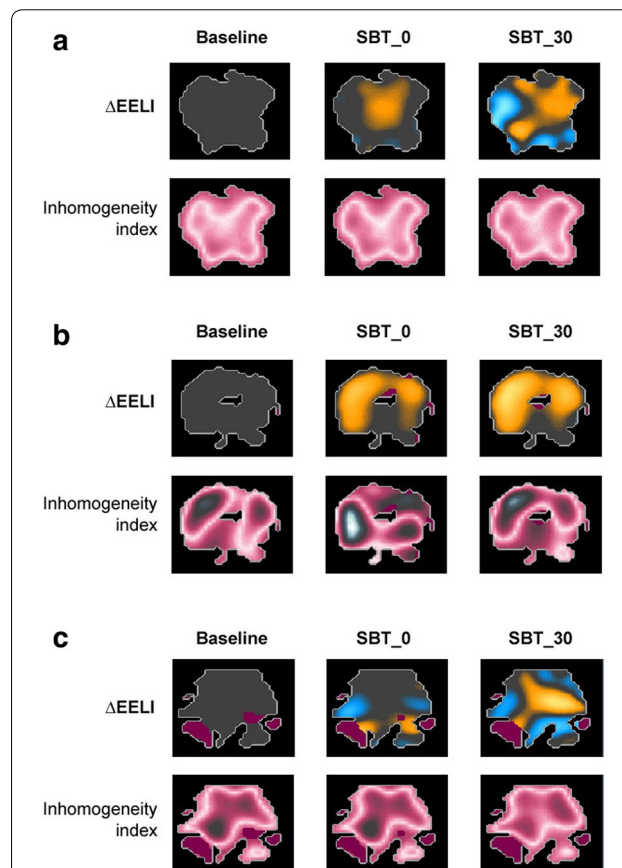 a
Baseline SBT_0 SBT_30
ΔEELI
Inhomogeneity
index
b
Baseline SBT_0 SBT_30
ΔEELI
Inhomogeneity
index
c
Baseline SBT_0 SBT_30
ΔEELI
Inhomogeneity
index